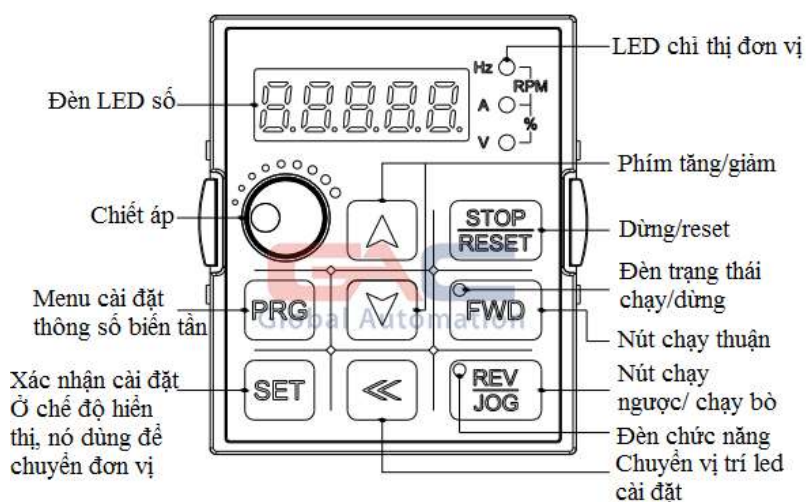 LED chỉ thị đơn vị
Hz
RPM
Đèn LED số
88888
A
%
V
Phím tăng/giảm
Chiết áp
STOP
RESET
Dừng/reset
GAC
Global Automation
Đèn trạng thái
chạy/dừng
Menu cài đặt
thông số biến tần
PRG
FWD
Nút chạy thuận
Xác nhận cài đặt
Ở chế độ hiển
thị, nó dùng để
chuyển đơn vị
SET
REV
JOG
Nút chạy
ngược/ chạy bò
Đèn chức năng
Chuyển vị trí led
cài đặt